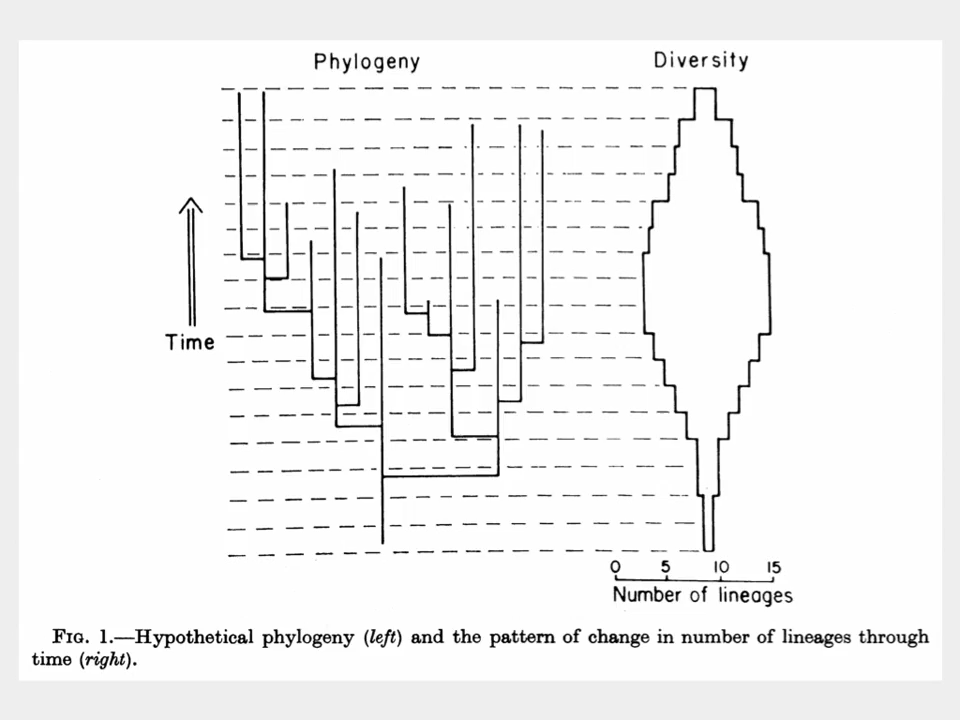 Phylogeny
Diversity
Time
0 5 10 15
Number of lineages
FIG. 1.—Hypothetical phylogeny (left) and the pattern of change in number of lineages through
time (right).